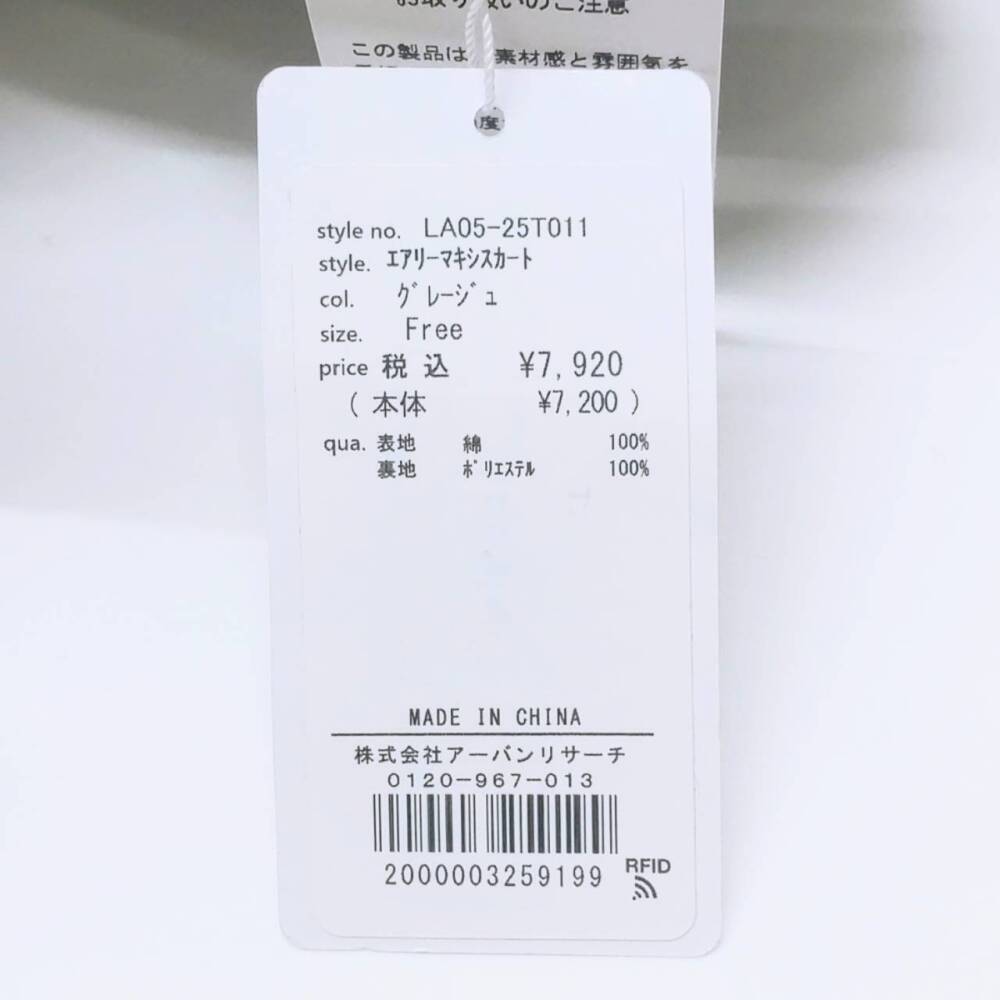 お取り扱いのご注意
この製品は 素材感と雰囲気を
度
style no. LA05-25T011
style. ｴｱﾘｰﾏｷｼｽｶｰﾄ
col. ｸﾞﾚｰｼﾞｭ
size. Free
price 税込 ¥7,920
( 本体 ¥7,200 )
qua. 表地 綿 100%
裏地 ﾎﾟﾘｴｽﾃﾙ 100%
MADE IN CHINA
株式会社アーバンリサーチ
0120-967-013
2000003259199
RFID